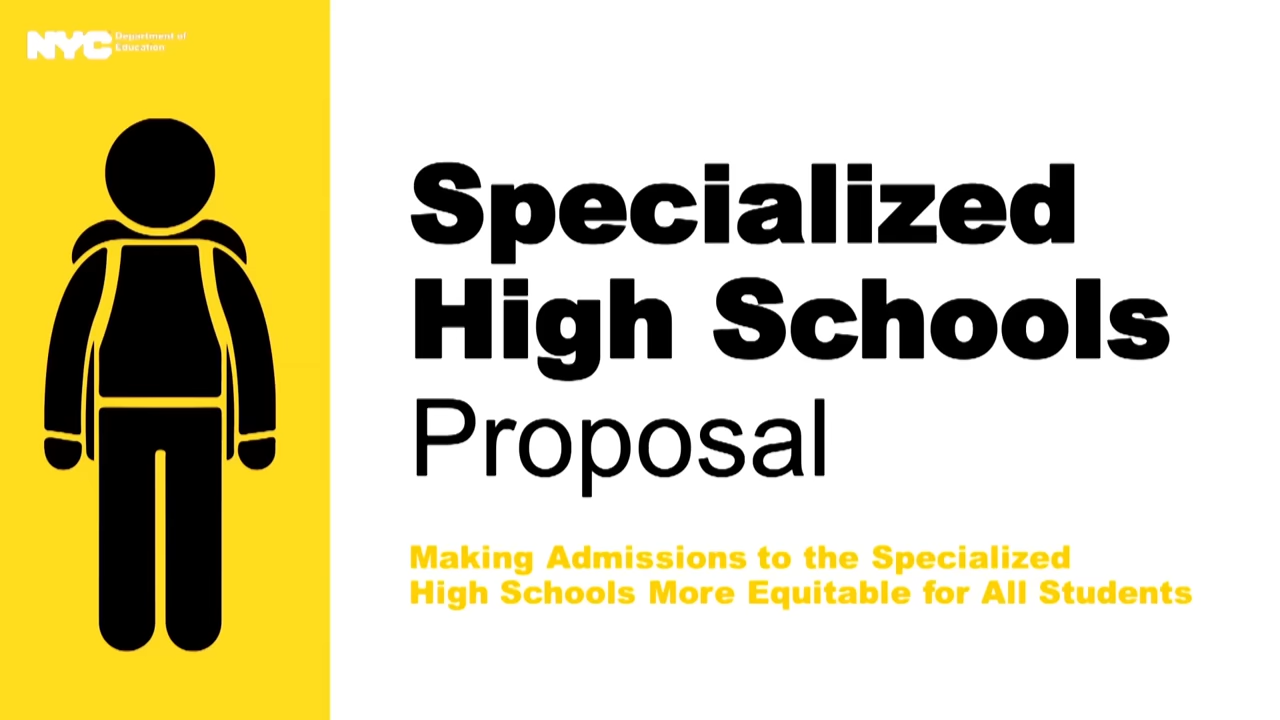 NYC Department of
Education
Specialized
High Schools
Proposal
Making Admissions to the Specialized
High Schools More Equitable for All Students